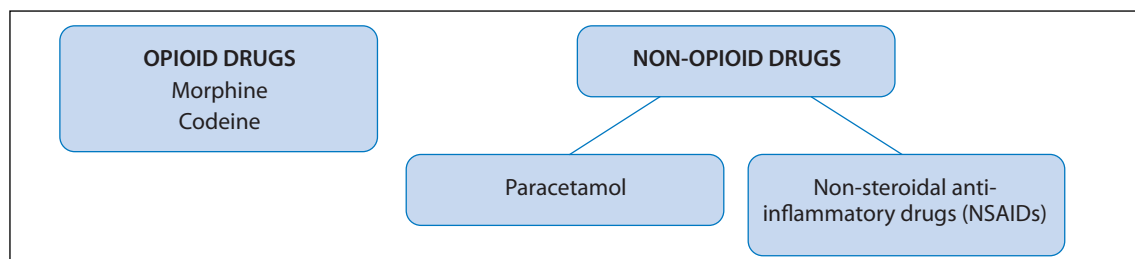 OPIOID DRUGS
Morphine
Codeine
NON-OPIOID DRUGS
Paracetamol
Non-steroidal anti-
inflammatory drugs (NSAIDs)